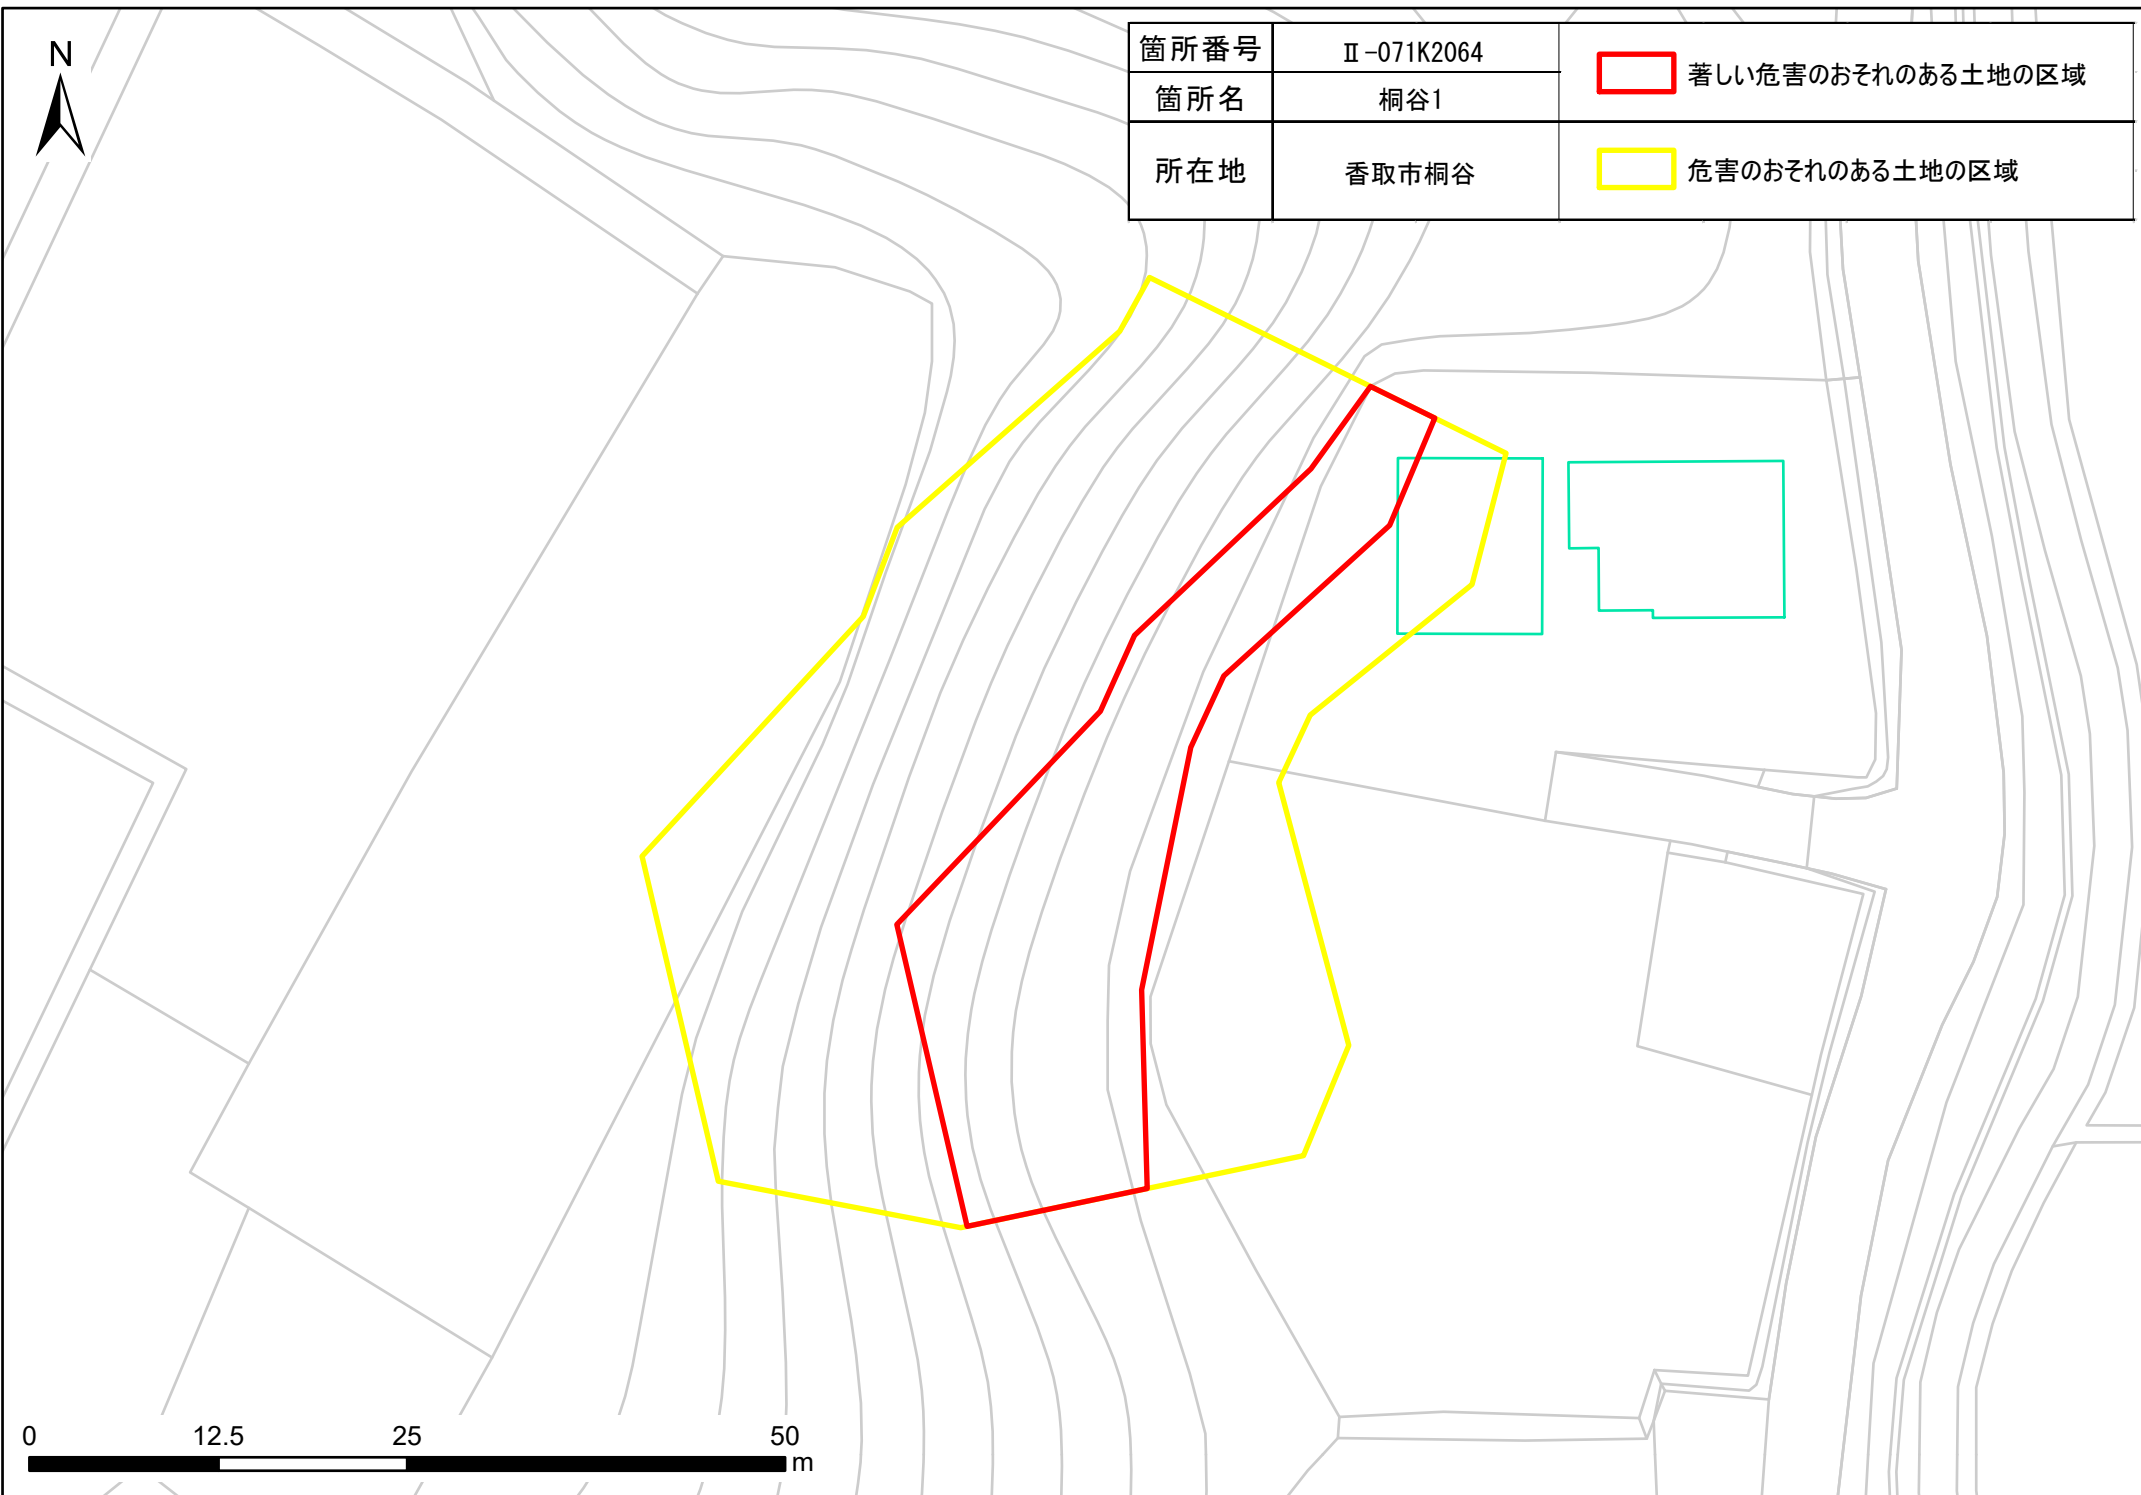 N
箇所番号 Ⅱ-071K2064
箇所名 桐谷1
所在地 香取市桐谷
著しい危害のおそれのある土地の区域
危害のおそれのある土地の区域
0 12.5 25 50
m